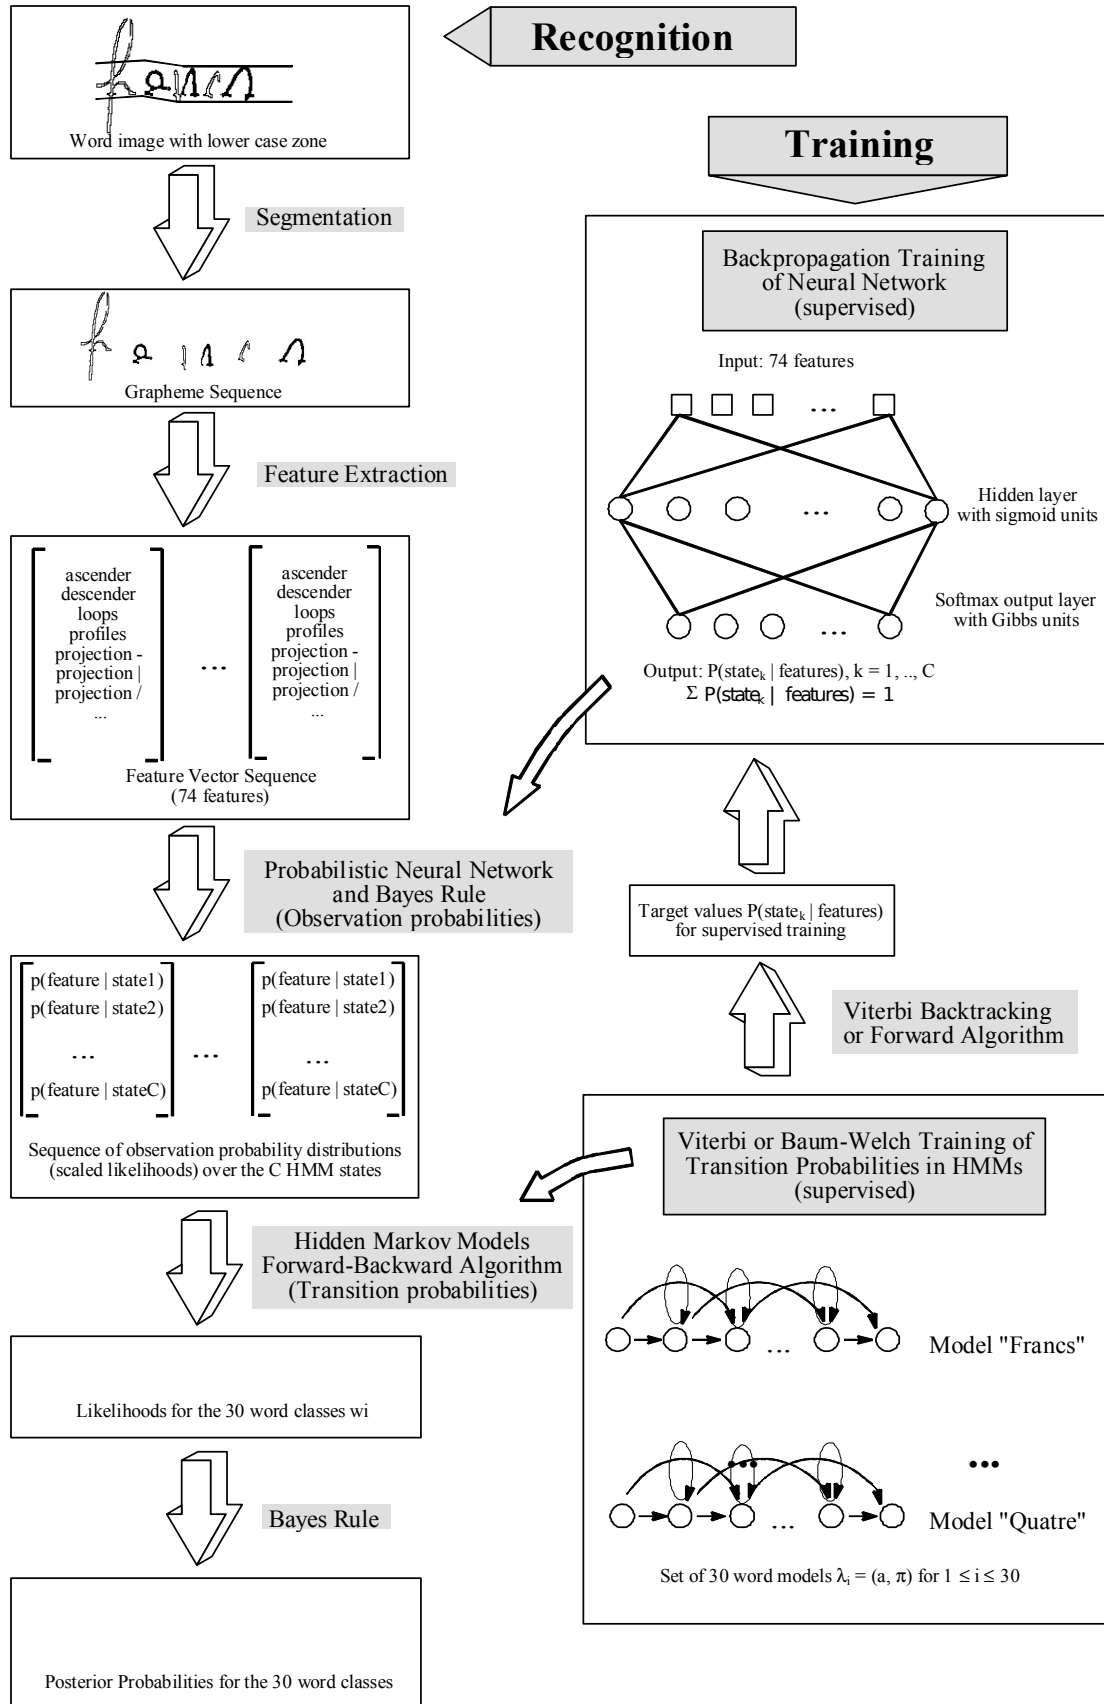 Recognition
Word image with lower case zone
Segmentation
Grapheme Sequence
Feature Extraction
ascender
descender
loops
profiles
projection -
projection |
projection /
...
...
ascender
descender
loops
profiles
projection -
projection |
projection /
...
Feature Vector Sequence
(74 features)
Probabilistic Neural Network
and Bayes Rule
(Observation probabilities)
p(feature | state1)
p(feature | state2)
...
p(feature | stateC)
...
p(feature | state1)
p(feature | state2)
...
p(feature | stateC)
Sequence of observation probability distributions
(scaled likelihoods) over the C HMM states
Hidden Markov Models
Forward-Backward Algorithm
(Transition probabilities)
Likelihoods for the 30 word classes wi
Bayes Rule
Posterior Probabilities for the 30 word classes
Training
Backpropagation Training
of Neural Network
(supervised)
Input: 74 features
...
Hidden layer
with sigmoid units
...
Softmax output layer
with Gibbs units
...
Output: P(stateₖ | features), k = 1, .., C
Σ P(stateₖ | features) = 1
Target values P(stateₖ | features)
for supervised training
Viterbi Backtracking
or Forward Algorithm
Viterbi or Baum-Welch Training of
Transition Probabilities in HMMs
(supervised)
...
Model "Francs"
...
...
...
Model "Quatre"
Set of 30 word models λᵢ = (a, π) for 1 ≤ i ≤ 30